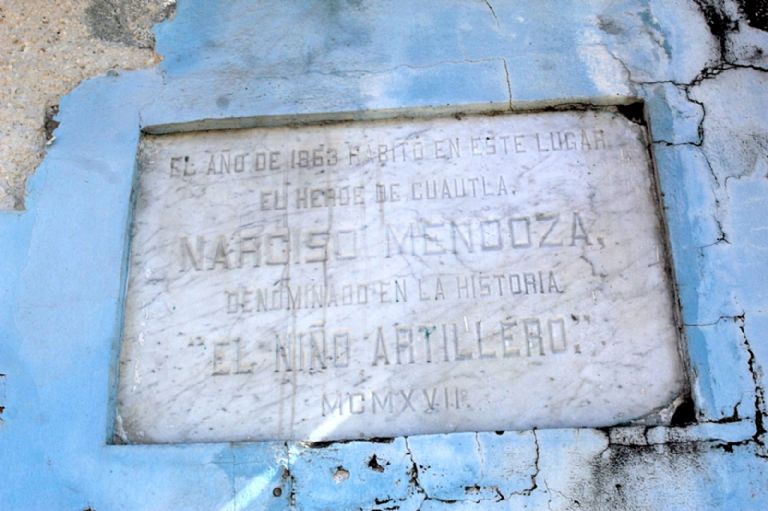 EL AÑO DE 1863 HABITÓ EN ESTE LUGAR
EL HEROE DE CUAUTLA.
NARCISO MENDOZA,
DENOMINADO EN LA HISTORIA
"EL NIÑO ARTILLERO."
MCMXVII